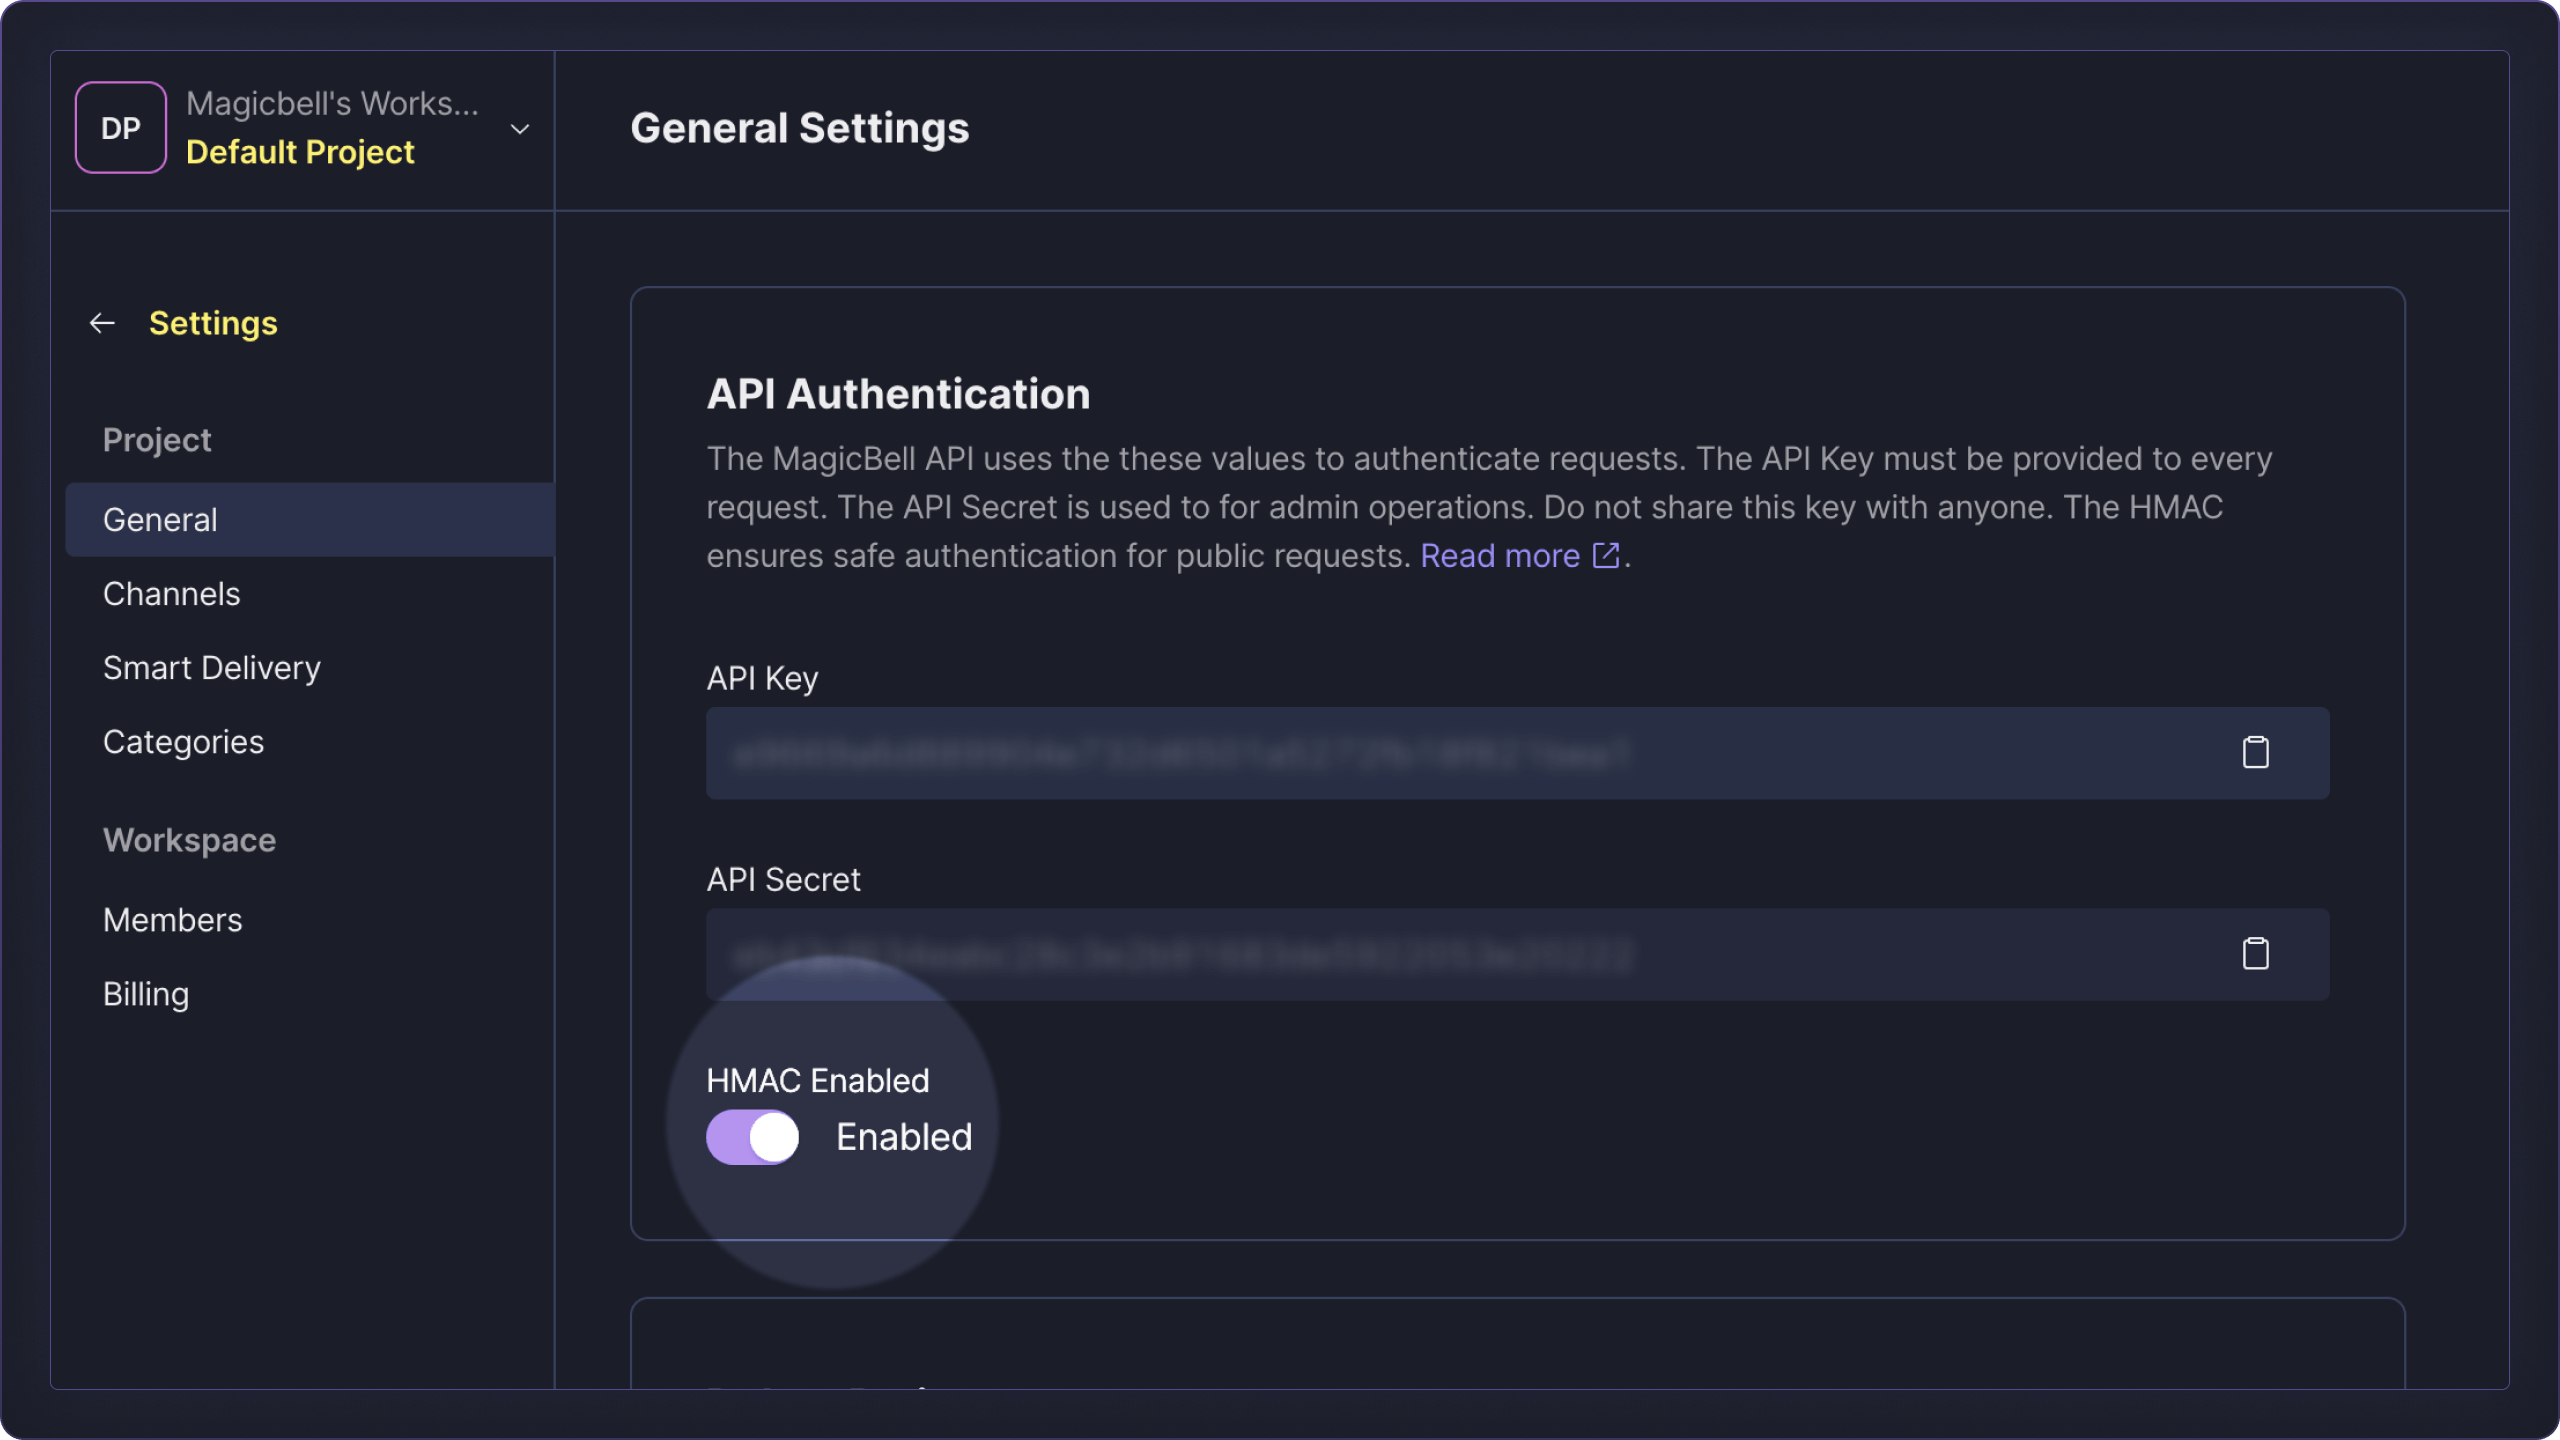 DP
Magicbell's Works...
Default Project
General Settings
Settings
Project
General
Channels
Smart Delivery
Categories
Workspace
Members
Billing
API Authentication
The MagicBell API uses the these values to authenticate requests. The API Key must be provided to every
request. The API Secret is used to for admin operations. Do not share this key with anyone. The HMAC
ensures safe authentication for public requests. Read more .
API Key
API Secret
HMAC Enabled
Enabled